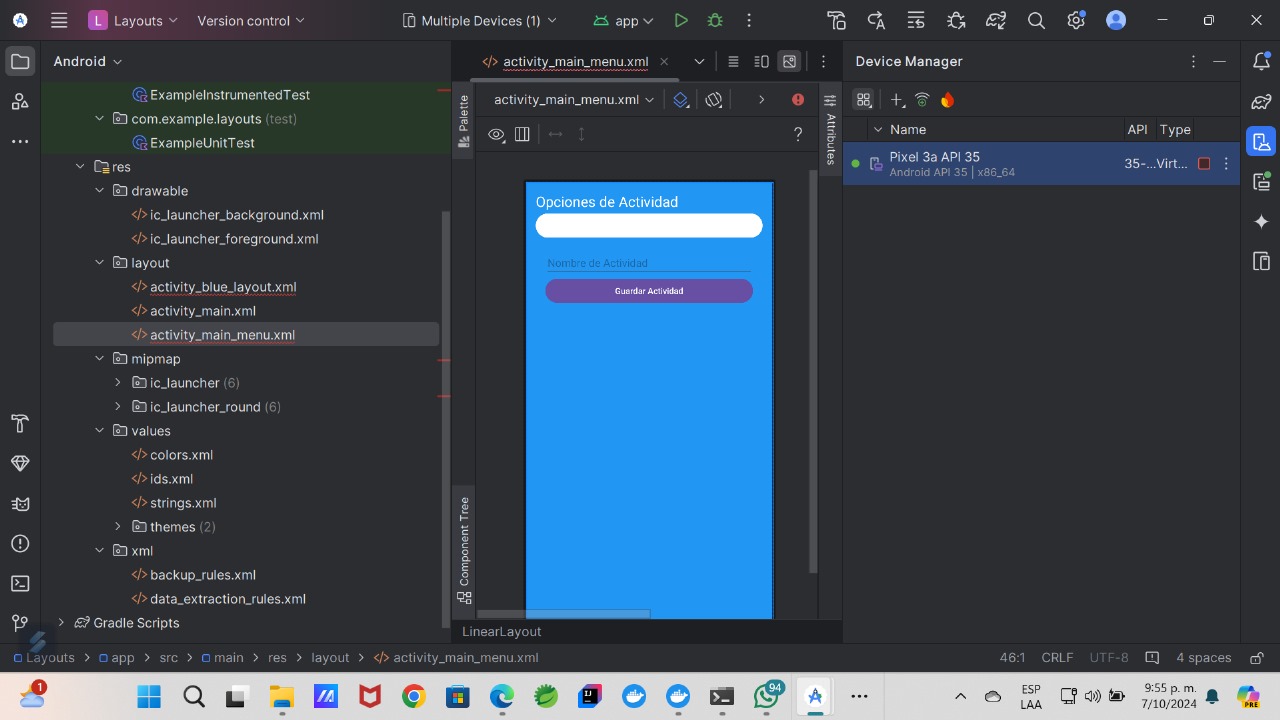 L Layouts Version control Multiple Devices (1) app
Android
ExampleInstrumentedTest
com.example.layouts (test)
ExampleUnitTest
res
drawable
ic_launcher_background.xml
ic_launcher_foreground.xml
layout
activity_blue_layout.xml
activity_main.xml
activity_main_menu.xml
mipmap
ic_launcher (6)
ic_launcher_round (6)
values
colors.xml
ids.xml
strings.xml
themes (2)
xml
backup_rules.xml
data_extraction_rules.xml
Gradle Scripts
activity_main_menu.xml
Palette
activity_main_menu.xml
?
Attributes
Opciones de Actividad
Nombre de Actividad
Guardar Actividad
Component Tree
LinearLayout
Device Manager
Name API Type
Pixel 3a API 35 35-...Virt...
Android API 35 | x86_64
Layouts > app > src > main > res > layout > activity_main_menu.xml 46:1 CRLF UTF-8 4 spaces
1
94
ESP
LAA
9:55 p. m.
7/10/2024
PRE